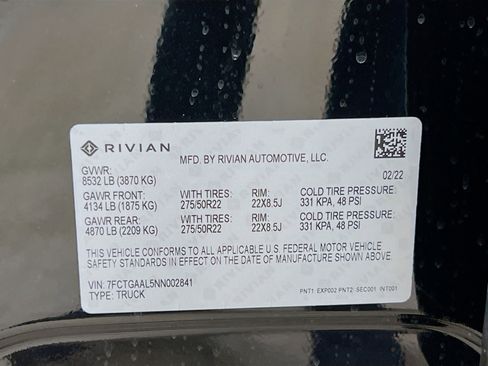 RIVIAN
MFD. BY RIVIAN AUTOMOTIVE, LLC.
GVWR:
8532 LB (3870 KG) 02/22
GAWR FRONT: WITH TIRES: RIM: COLD TIRE PRESSURE:
4134 LB (1875 KG) 275/50R22 22X8.5J 331 KPA, 48 PSI
GAWR REAR: WITH TIRES: RIM: COLD TIRE PRESSURE:
4870 LB (2209 KG) 275/50R22 22X8.5J 331 KPA, 48 PSI
THIS VEHICLE CONFORMS TO ALL APPLICABLE U.S. FEDERAL MOTOR VEHICLE
SAFETY STANDARDS IN EFFECT ON THE DATE OF MANUFACTURE SHOWN ABOVE.
VIN: 7FCTGAAL5NN002841
TYPE: TRUCK
PNT1: EXP002 PNT2: SEC001 INT001